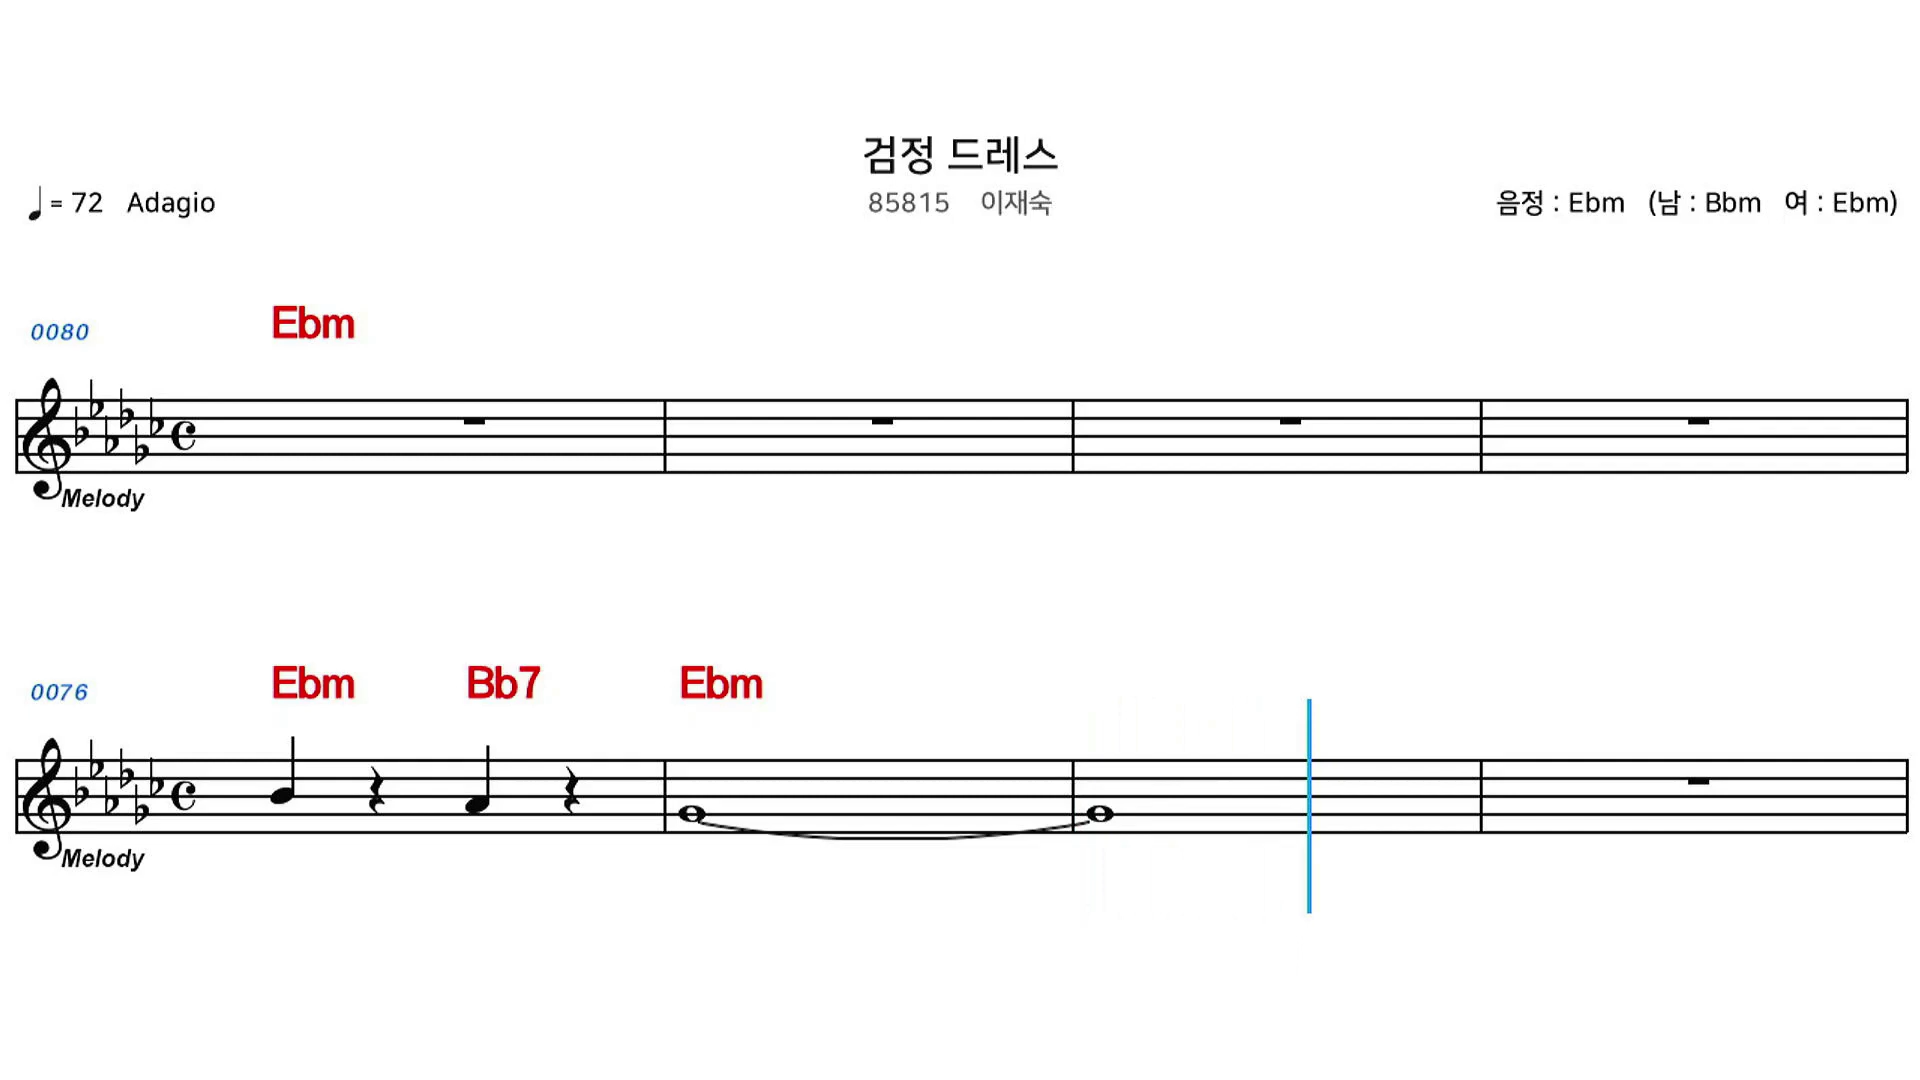 검정 드레스
♩= 72 Adagio
85815 이재숙
음정 : Ebm (남 : Bbm 여 : Ebm)
0080
Ebm
Melody
0076
Ebm Bb7 Ebm
Melody